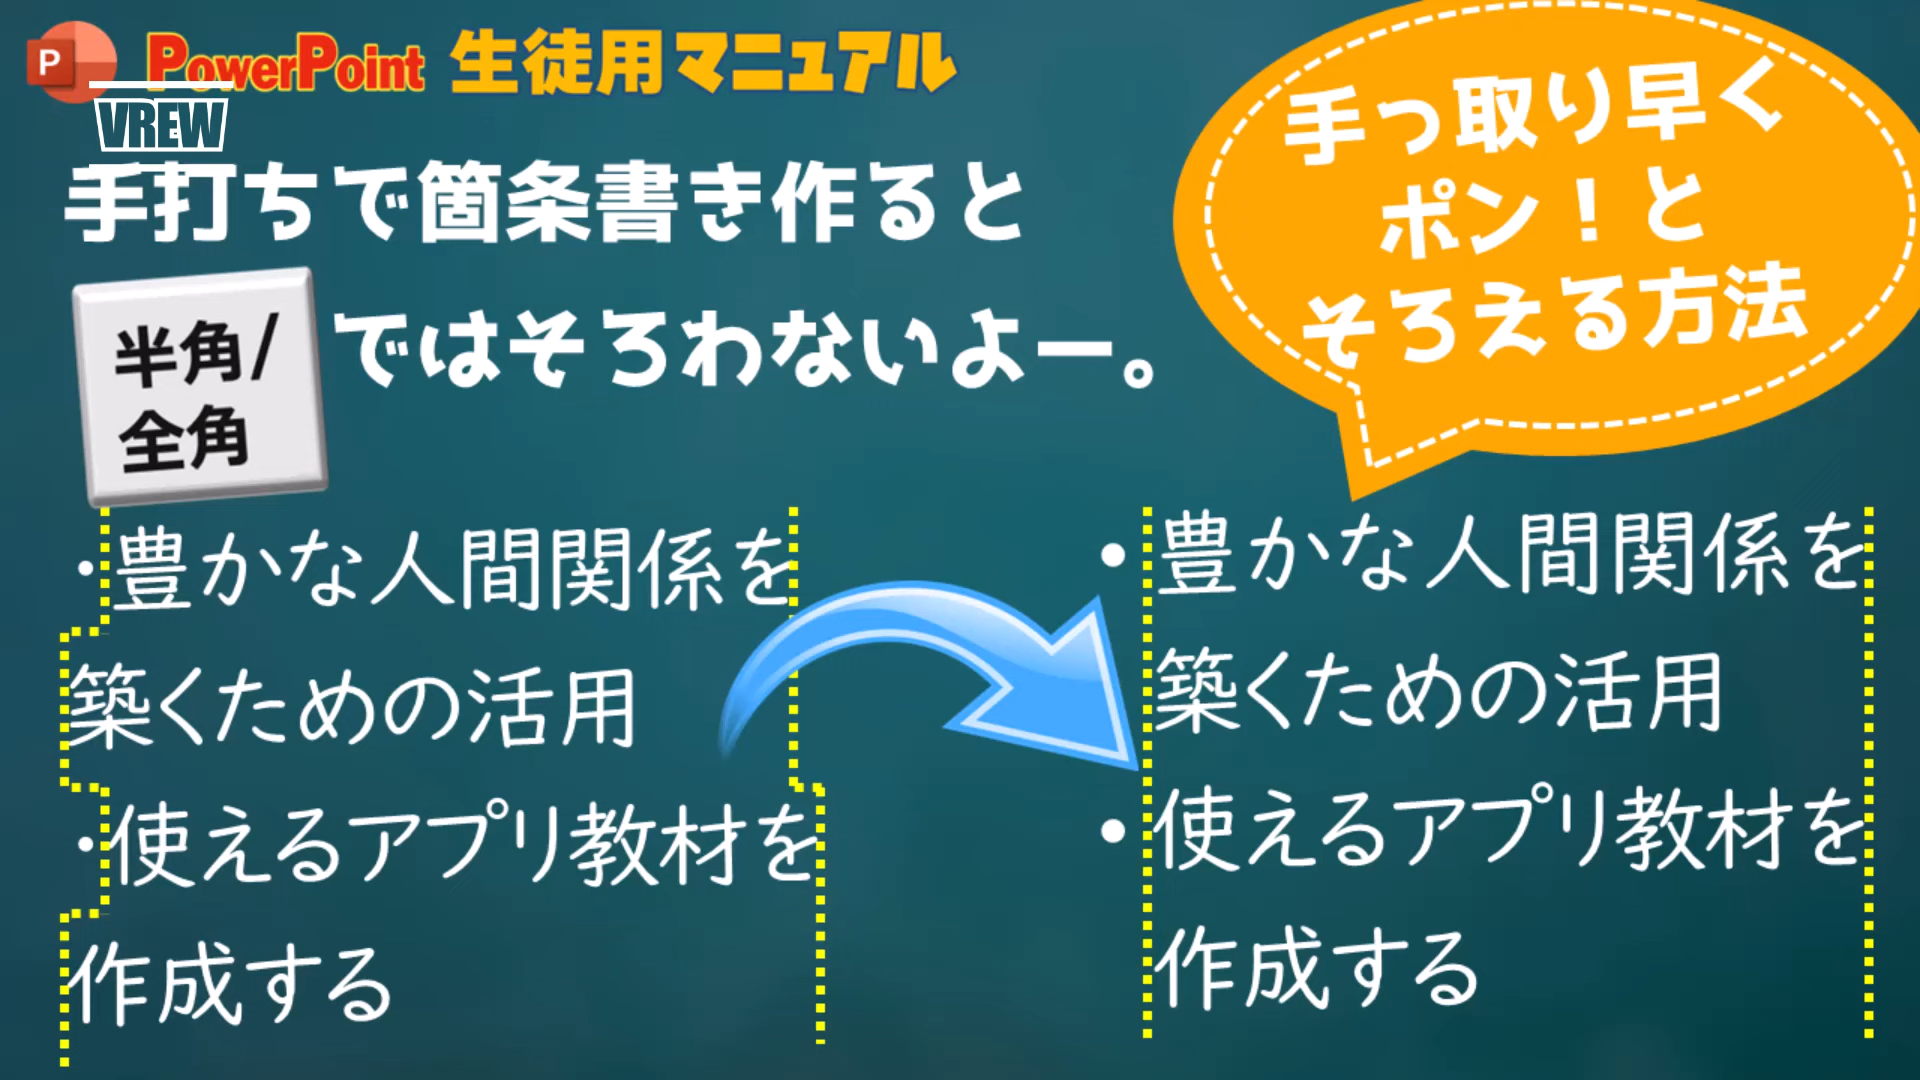 P
PowerPoint 生徒用マニュアル
VREW
手打ちで箇条書き作ると
半角/
全角
ではそろわないよー。
手っ取り早く
ポン！と
そろえる方法
・豊かな人間関係を
築くための活用
・使えるアプリ教材を
作成する
• 豊かな人間関係を
築くための活用
• 使えるアプリ教材を
作成する